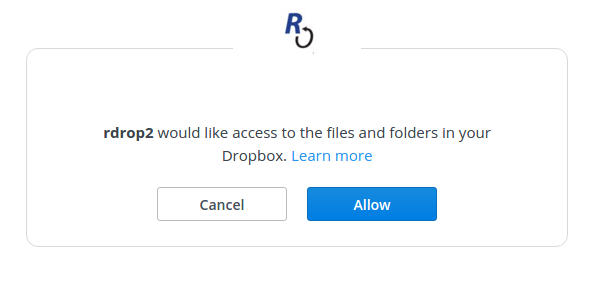 R
rdrop2 would like access to the files and folders in your
Dropbox. Learn more
Cancel
Allow